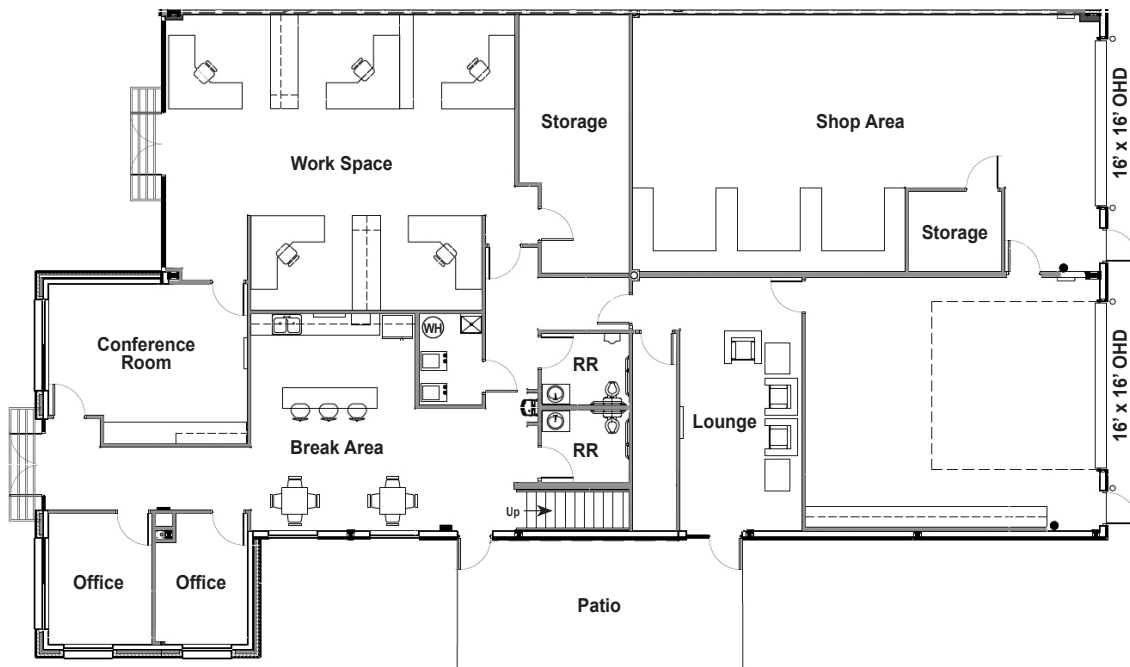 Work Space
Storage
Shop Area
16' x 16' OHD
Storage
Conference
Room
WH
RR
Lounge
16' x 16' OHD
Break Area
RR
Up
Office
Office
Patio